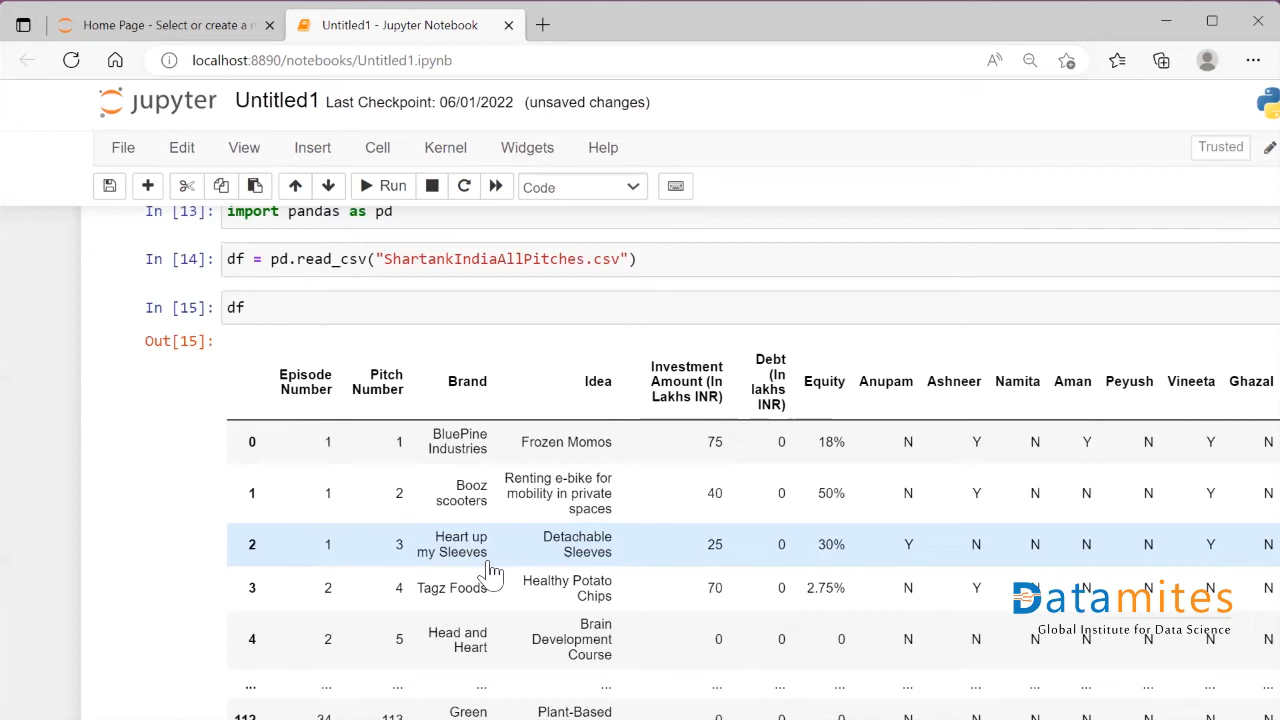 Home Page - Select or create a n
Untitled1 - Jupyter Notebook
localhost:8890/notebooks/Untitled1.ipynb
jupyter Untitled1 Last Checkpoint: 06/01/2022 (unsaved changes)
File Edit View Insert Cell Kernel Widgets Help Trusted
Run Code
In [13]: import pandas as pd
In [14]: df = pd.read_csv("ShartankIndiaAllPitches.csv")
In [15]: df
Out[15]:
Episode Number Pitch Number Brand Idea Investment Amount (In Lakhs INR) Debt (In lakhs INR) Equity Anupam Ashneer Namita Aman Peyush Vineeta Ghazal
0 1 1 BluePine Industries Frozen Momos 75 0 18% N Y N Y N Y N
1 1 2 Booz scooters Renting e-bike for mobility in private spaces 40 0 50% N Y N N N Y N
2 1 3 Heart up my Sleeves Detachable Sleeves 25 0 30% Y N N N N Y N
3 2 4 Tagz Foods Healthy Potato Chips 70 0 2.75% N Y N N N N N
4 2 5 Head and Heart Brain Development Course 0 0 0 N N N N N N N
... ... ... ... ... ... ... ... ... ... ... ... ... ... ...
112 34 113 Green Plant-Based 0 0 0 N N N N N N N
Datamites
Global Institute for Data Science